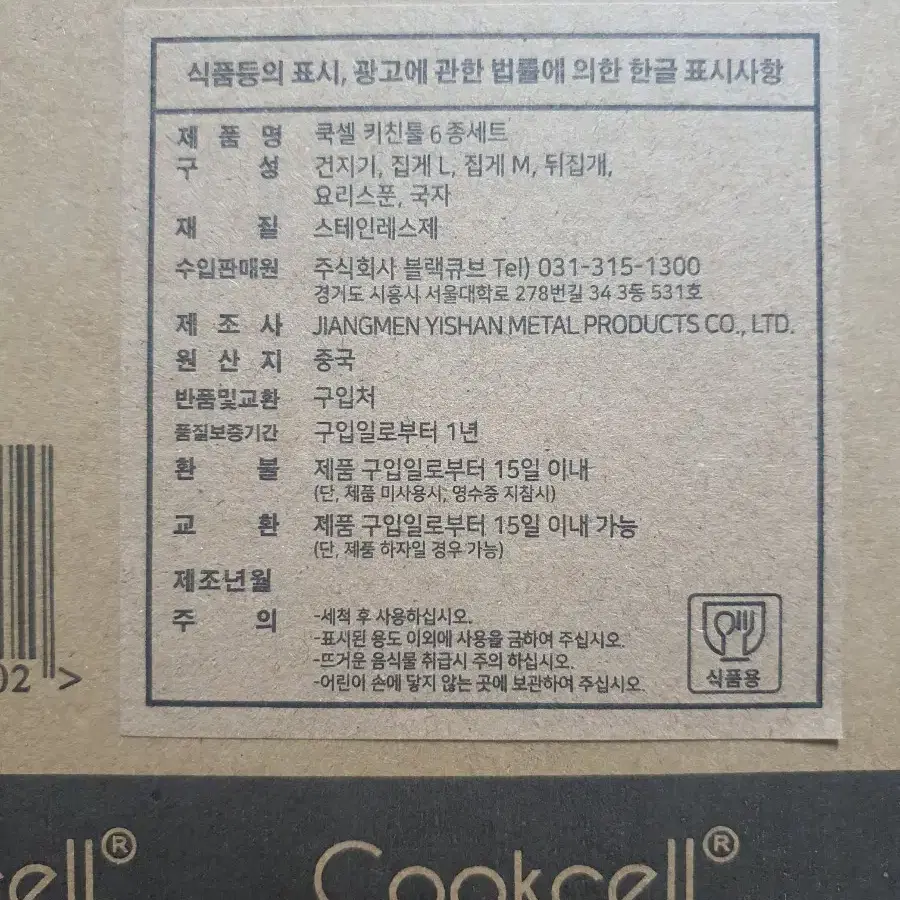 식품등의 표시, 광고에 관한 법률에 의한 한글 표시사항
제품명 쿡셀 키친툴 6종세트
구성 건지기, 집게 L, 집게 M, 뒤집개,
요리스푼, 국자
재질 스테인레스제
수입판매원 주식회사 블랙큐브 Tel) 031-315-1300
경거도 시흥시 서울대학로 278번길 34 3동 531호
제조사 JIANGMEN YISHAN METAL PRODUCTS CO., LTD.
원산지 중국
반품및교환 구입처
품질보증기간 구입일로부터 1년
환불 제품 구입일로부터 15일 이내
(단, 제품 미사용시, 영수증 지참시)
교환 제품 구입일로부터 15일 이내 가능
(단, 제품 하자일 경우 가능)
제조년월
주의 -세척 후 사용하십시오.
-표시된 용도 이외에 사용을 금하여 주십시오.
-뜨거운 음식물 취급시 주의 하십시오.
-어린이 손에 닿지 않는 곳에 보관하여 주십시오.
식품용
02 >
cell®
Cookcell®